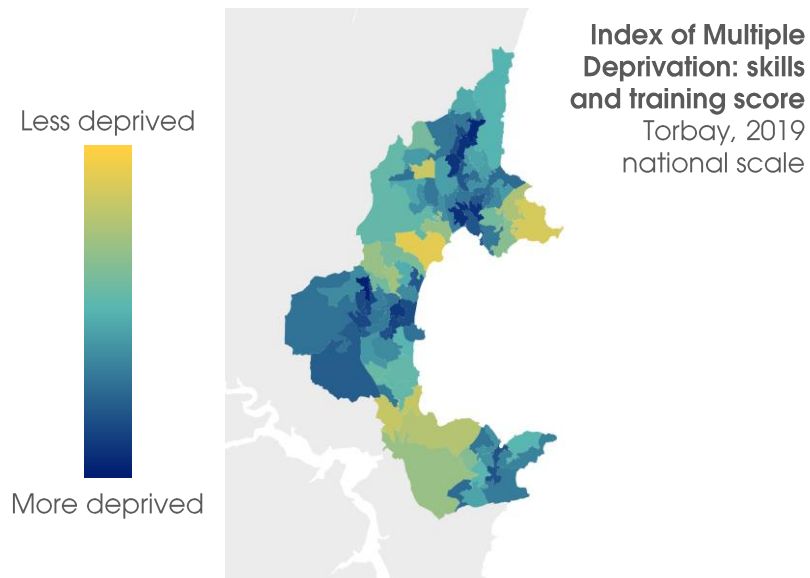 Index of Multiple
Deprivation: skills
and training score
Torbay, 2019
national scale
Less deprived
More deprived